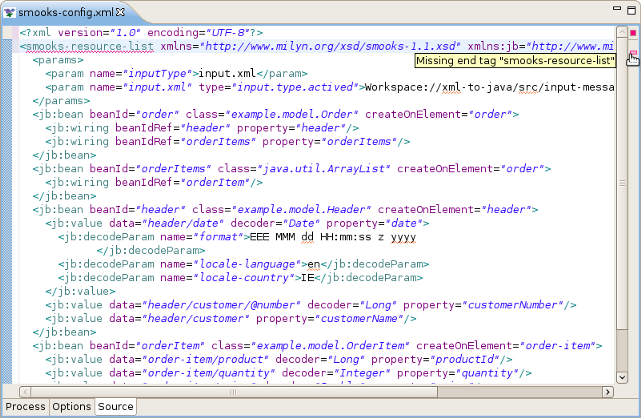 smooks-config.xml
<?xml version="1.0" encoding="UTF-8"?>
<smooks-resource-list xmlns="http://www.milyn.org/xsd/smooks-1.1.xsd" xmlns:jb="http://www.mi
Missing end tag "smooks-resource-list"
<params>
<param name="inputType">input.xml</param>
<param name="input.xml" type="input.type.actived">Workspace://xml-to-java/src/input-messa
</params>
<jb:bean beanId="order" class="example.model.Order" createOnElement="order">
<jb:wiring beanIdRef="header" property="header"/>
<jb:wiring beanIdRef="orderItems" property="orderItems"/>
</jb:bean>
<jb:bean beanId="orderItems" class="java.util.ArrayList" createOnElement="order">
<jb:wiring beanIdRef="orderItem"/>
</jb:bean>
<jb:bean beanId="header" class="example.model.Header" createOnElement="header">
<jb:value data="header/date" decoder="Date" property="date">
<jb:decodeParam name="format">EEE MMM dd HH:mm:ss z yyyy
</jb:decodeParam>
<jb:decodeParam name="locale-language">en</jb:decodeParam>
<jb:decodeParam name="locale-country">IE</jb:decodeParam>
</jb:value>
<jb:value data="header/customer/@number" decoder="Long" property="customerNumber"/>
<jb:value data="header/customer" property="customerName"/>
</jb:bean>
<jb:bean beanId="orderItem" class="example.model.OrderItem" createOnElement="order-item">
<jb:value data="order-item/product" decoder="Long" property="productId"/>
<jb:value data="order-item/quantity" decoder="Integer" property="quantity"/>
Process Options Source